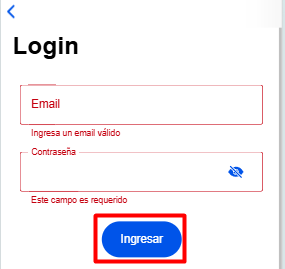 Login
Email
Ingresa un email válido
Contraseña
Este campo es requerido
Ingresar